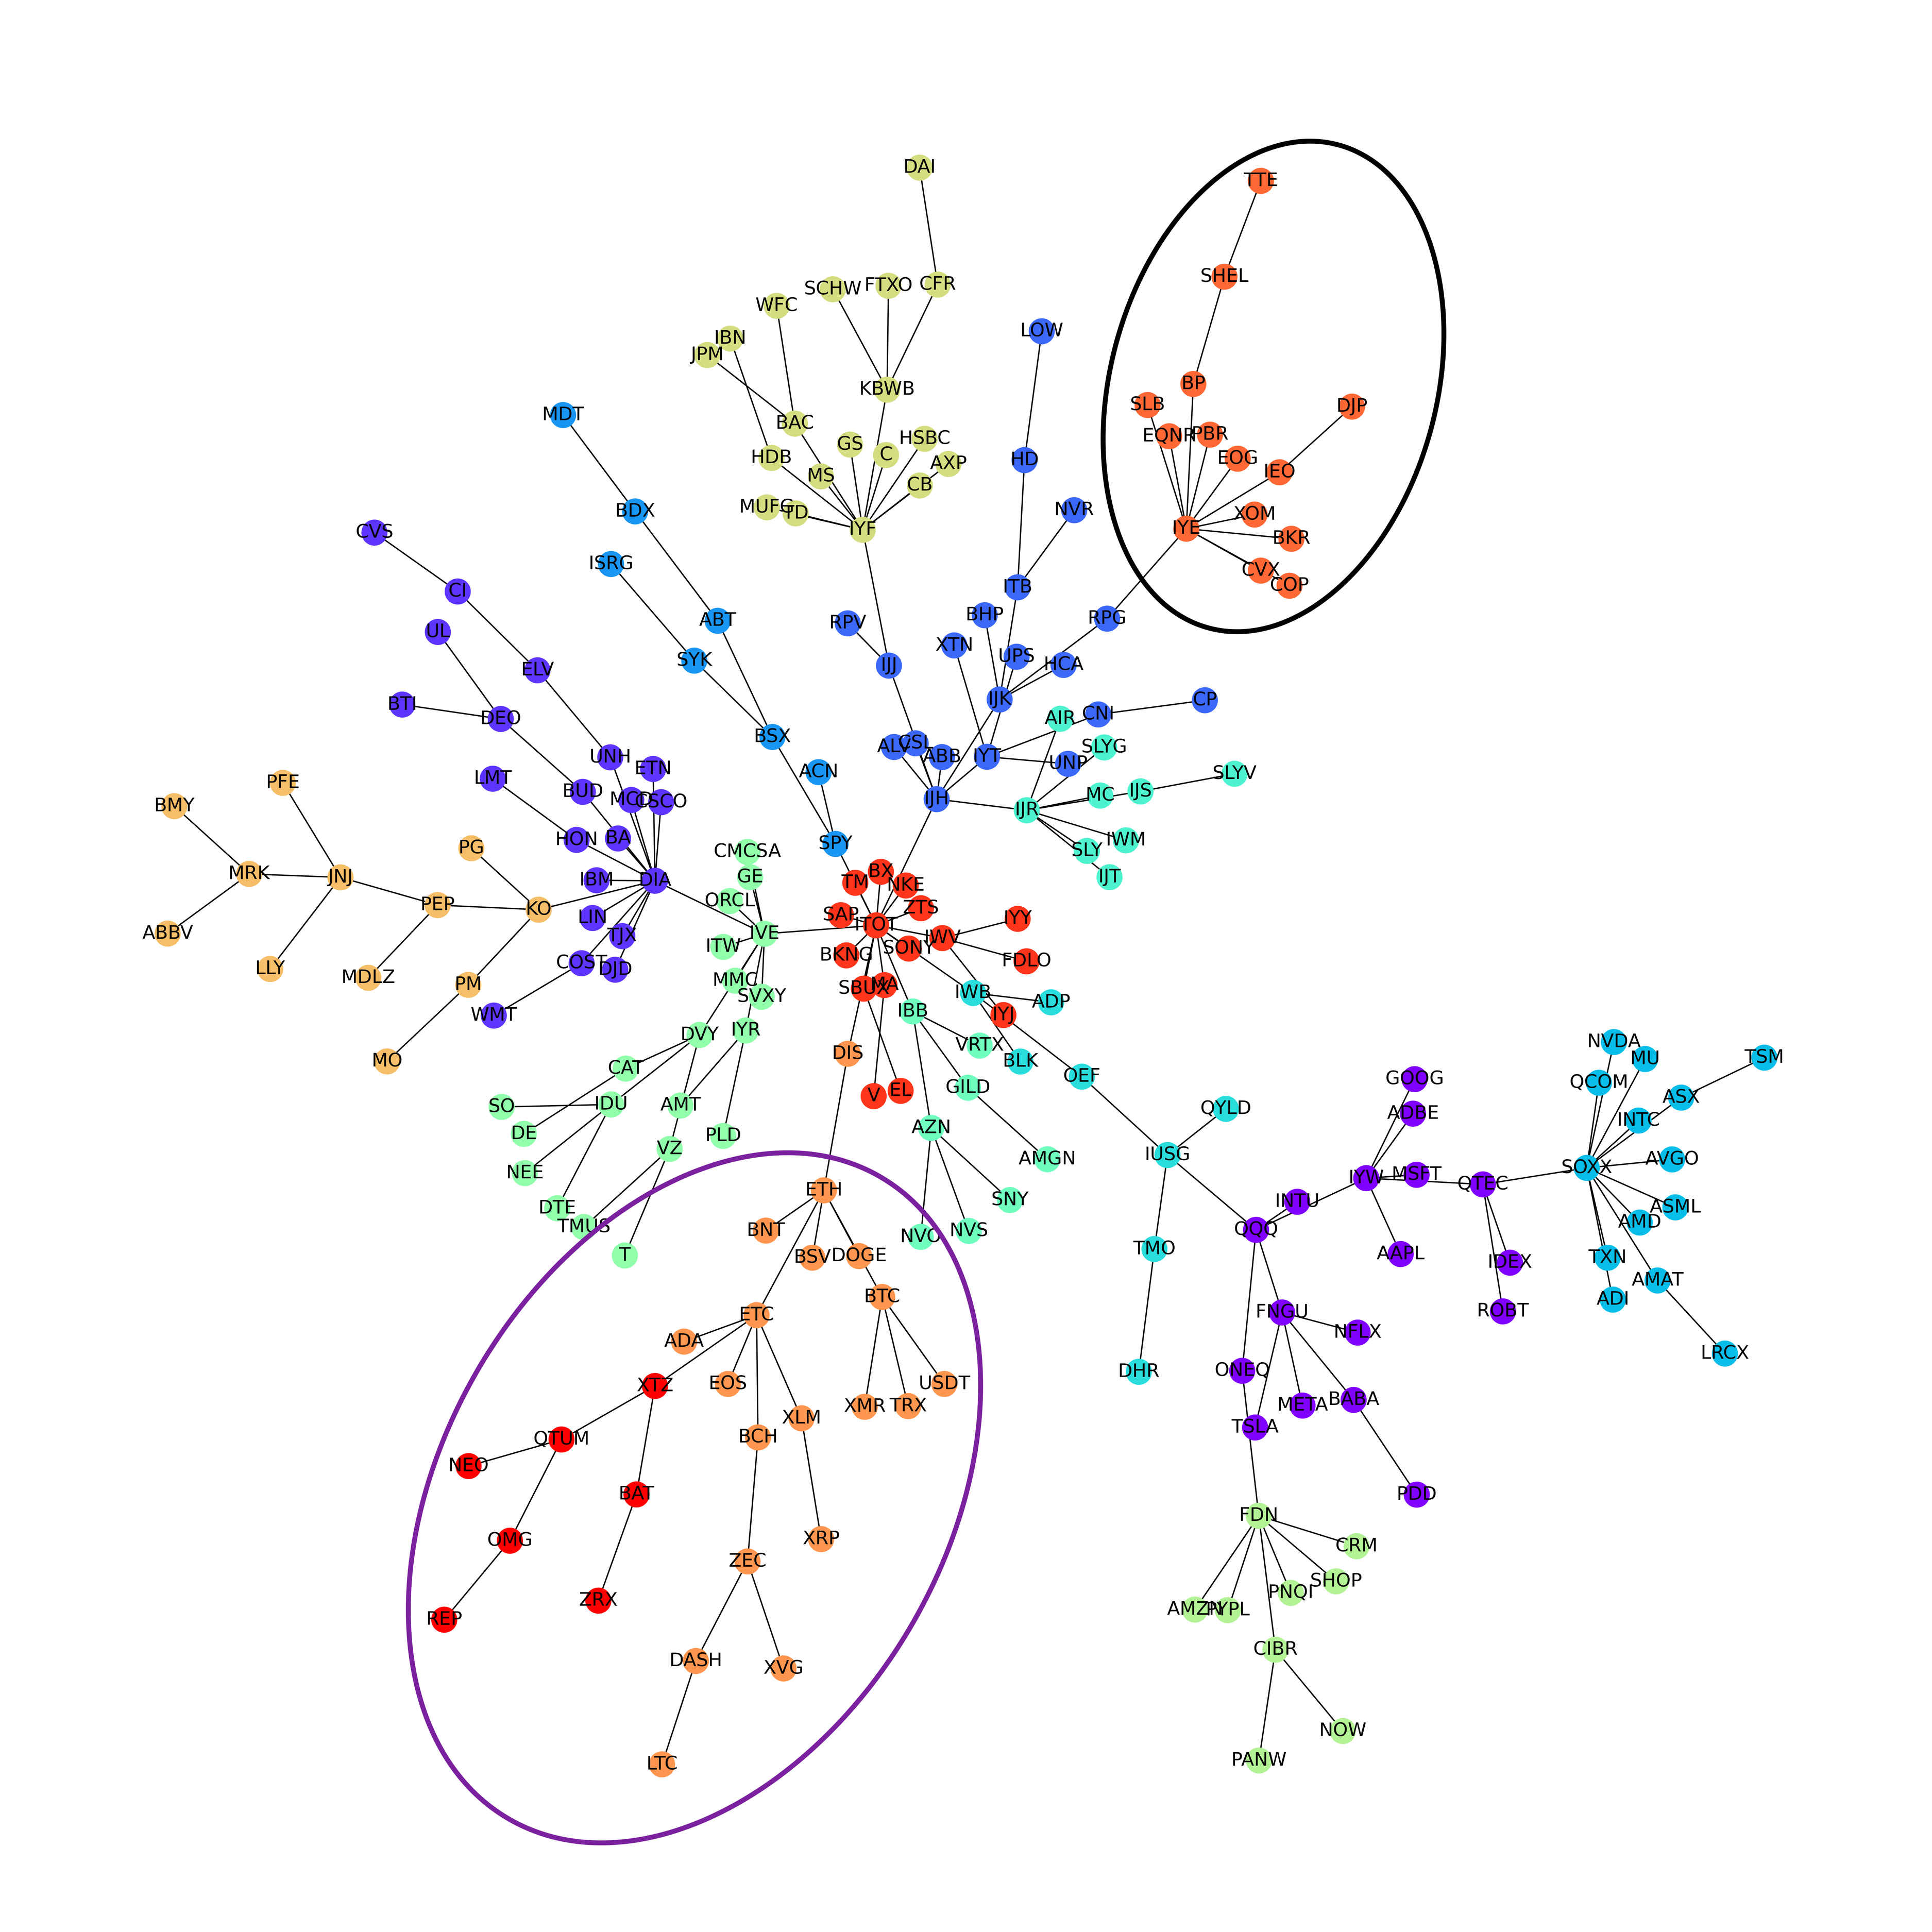 DAI
TTE
SHEL
SCHW
FTXO
CFR
WFC
LOW
IBN
JPM
KBWB
BP
SLB
DJP
MDT
BAC
EQNR
PBR
GS
HSBC
C
HDB
EOG
HD
AXP
IEO
MS
CB
BDX
MUFG
TD
NVR
XOM
CVS
IYF
IYE
BKR
ISRG
CVX
COP
ITB
CI
BHP
RPG
ABT
RPV
UL
XTN
UPS
SYK
IJJ
HCA
ELV
IJK
CP
BTI
CNI
DEO
AIR
BSX
ALV
CSL
SLYG
UNH
ABB
IYT
UNP
ETN
ACN
SLYV
LMT
PFE
BUD
IJS
MC
MCD
CSCO
IJH
BMY
IJR
HON
BA
SPY
IWM
PG
CMCSA
SLY
BX
MRK
JNJ
GE
IJT
IBM
DIA
TM
NKE
ORCL
PEP
KO
ZTS
SAP
LIN
IYY
ITOT
ABBV
IVE
TJX
IWV
ITW
SONY
BKNG
FDLO
COST
LLY
DJD
MDLZ
MMC
PM
MA
SBUX
IWB
SVXY
ADP
IBB
WMT
IYJ
IYR
DVY
NVDA
VRTX
DIS
TSM
MU
MO
BLK
CAT
OEF
GOOG
QCOM
GILD
EL
V
ASX
IDU
AMT
SO
QYLD
ADBE
INTC
AZN
DE
PLD
VZ
IUSG
AMGN
AVGO
SOXX
NEE
MSFT
IYW
QTEC
ETH
SNY
INTU
DTE
ASML
TMUS
BNT
QQQ
NVS
AMD
NVO
TMO
T
BSV
DOGE
AAPL
TXN
IDEX
AMAT
BTC
ADI
ETC
FNGU
ROBT
NFLX
ADA
LRCX
ONEQ
DHR
XTZ
EOS
USDT
BABA
META
XMR
TRX
XLM
TSLA
BCH
QTUM
NEO
BAT
PDD
FDN
OMG
XRP
CRM
ZEC
SHOP
PNQI
ZRX
AMZN
PYPL
REP
CIBR
DASH
XVG
NOW
PANW
LTC